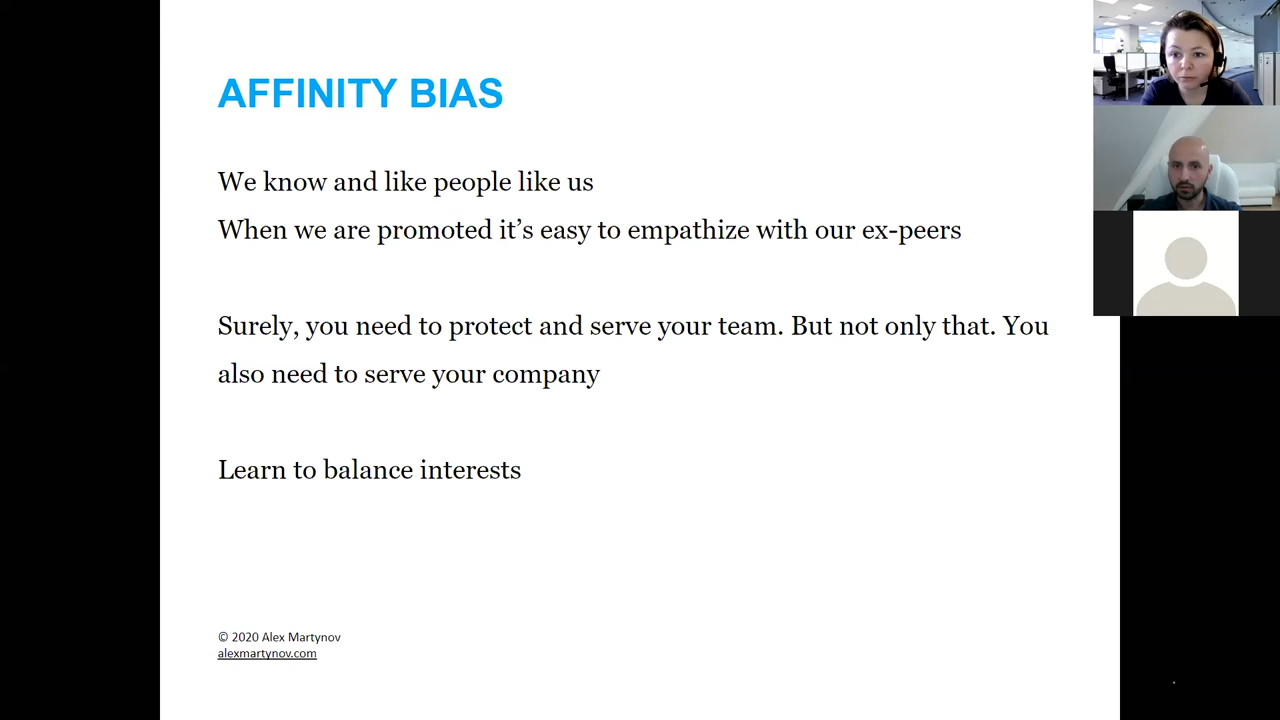 AFFINITY BIAS
We know and like people like us
When we are promoted it’s easy to empathize with our ex-peers
Surely, you need to protect and serve your team. But not only that. You
also need to serve your company
Learn to balance interests
© 2020 Alex Martynov
alexmartynov.com